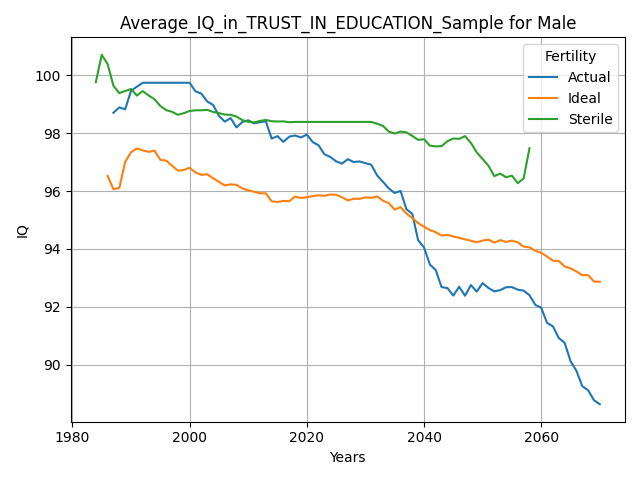 Average_IQ_in_TRUST_IN_EDUCATION_Sample for Male
Fertility
Actual
Ideal
Sterile
IQ
100
98
96
94
92
90
1980
2000
2020
2040
2060
Years